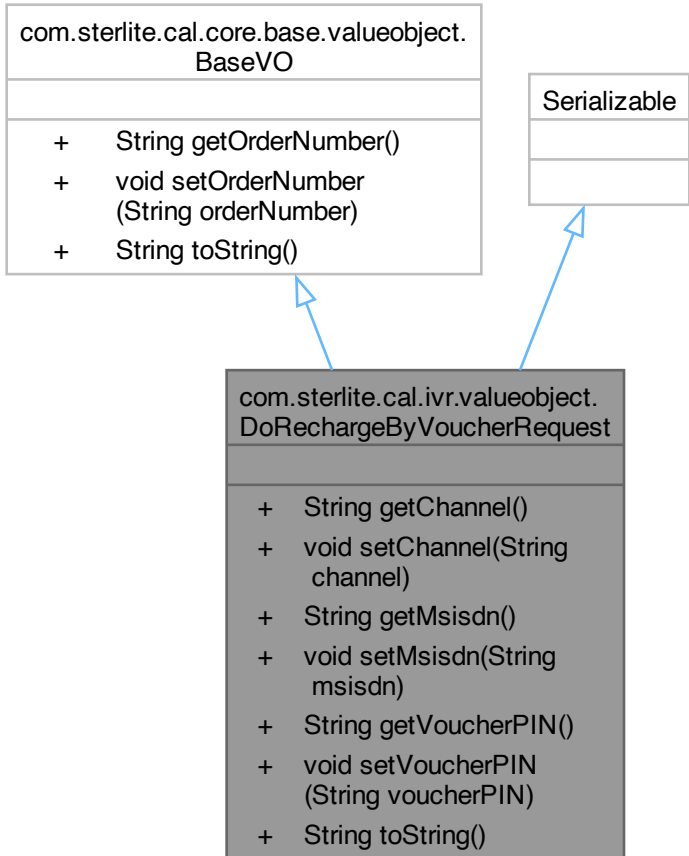 com.sterlite.cal.core.base.valueobject.
BaseVO
+ String getOrderNumber()
+ void setOrderNumber
(String orderNumber)
+ String toString()
Serializable
com.sterlite.cal.ivr.valueobject.
DoRechargeByVoucherRequest
+ String getChannel()
+ void setChannel(String
channel)
+ String getMsisdn()
+ void setMsisdn(String
msisdn)
+ String getVoucherPIN()
+ void setVoucherPIN
(String voucherPIN)
+ String toString()